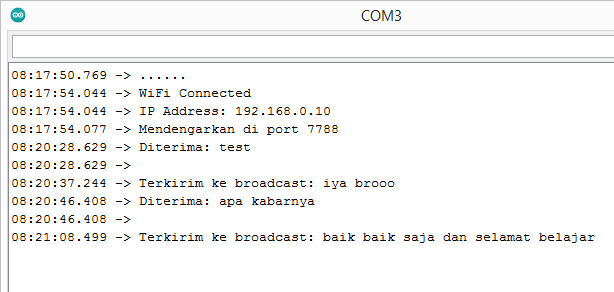 COM3
08:17:50.769 -> ......
08:17:54.044 -> WiFi Connected
08:17:54.044 -> IP Address: 192.168.0.10
08:17:54.077 -> Mendengarkan di port 7788
08:20:28.629 -> Diterima: test
08:20:28.629 ->
08:20:37.244 -> Terkirim ke broadcast: iya brooo
08:20:46.408 -> Diterima: apa kabarnya
08:20:46.408 ->
08:21:08.499 -> Terkirim ke broadcast: baik baik saja dan selamat belajar